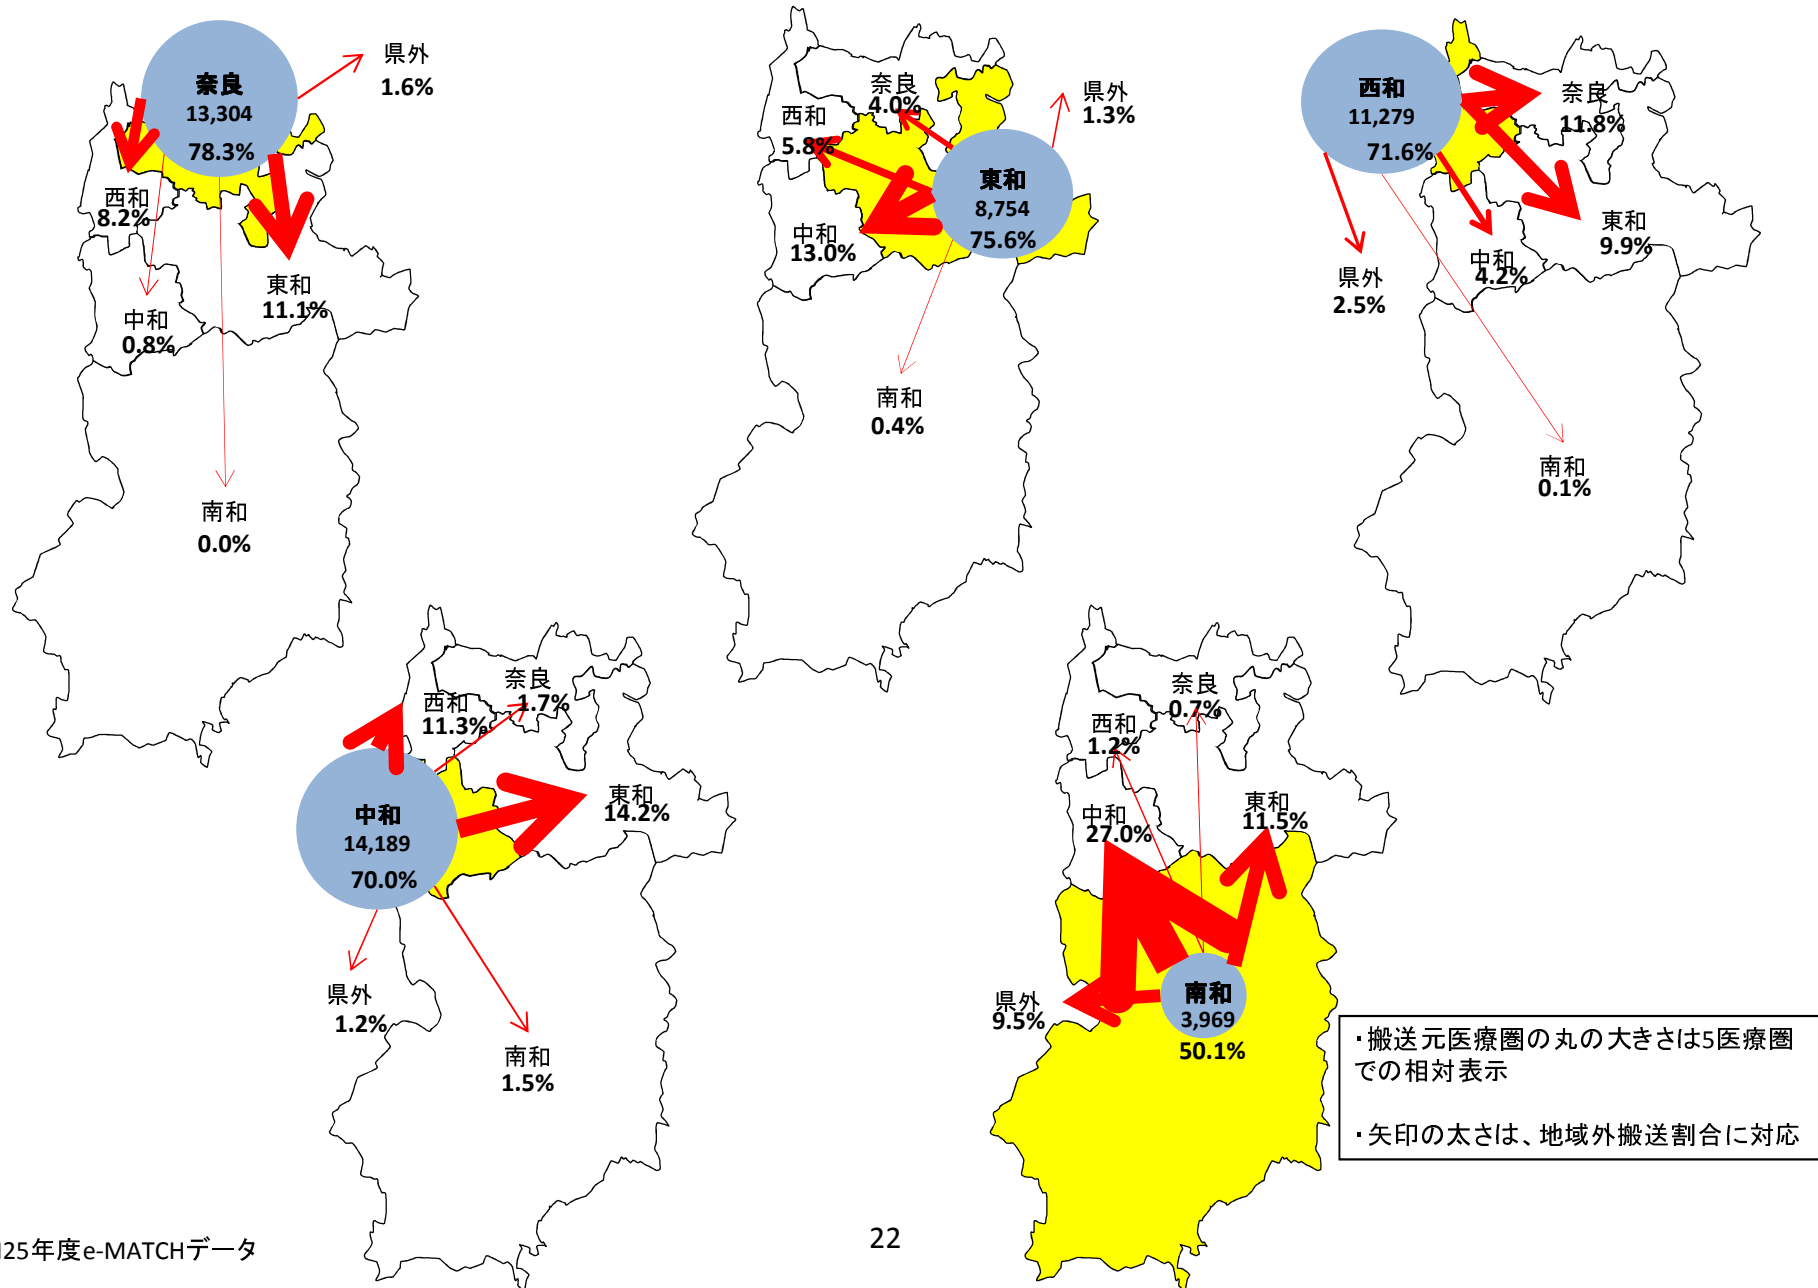 奈良
13,304
78.3%
県外
1.6%
西和
8.2%
東和
11.1%
中和
0.8%
南和
0.0%
奈良
4.0%
県外
1.3%
西和
5.8%
東和
8,754
75.6%
中和
13.0%
南和
0.4%
西和
11,279
71.6%
奈良
11.8%
東和
9.9%
中和
4.2%
県外
2.5%
南和
0.1%
奈良
1.7%
西和
11.3%
中和
14,189
70.0%
東和
14.2%
県外
1.2%
南和
1.5%
奈良
0.7%
西和
1.2%
中和
27.0%
東和
11.5%
県外
9.5%
南和
3,969
50.1%
・搬送元医療圏の丸の大きさは5医療圏
での相対表示
・矢印の太さは、地域外搬送割合に対応
25年度e-MATCHデータ
22